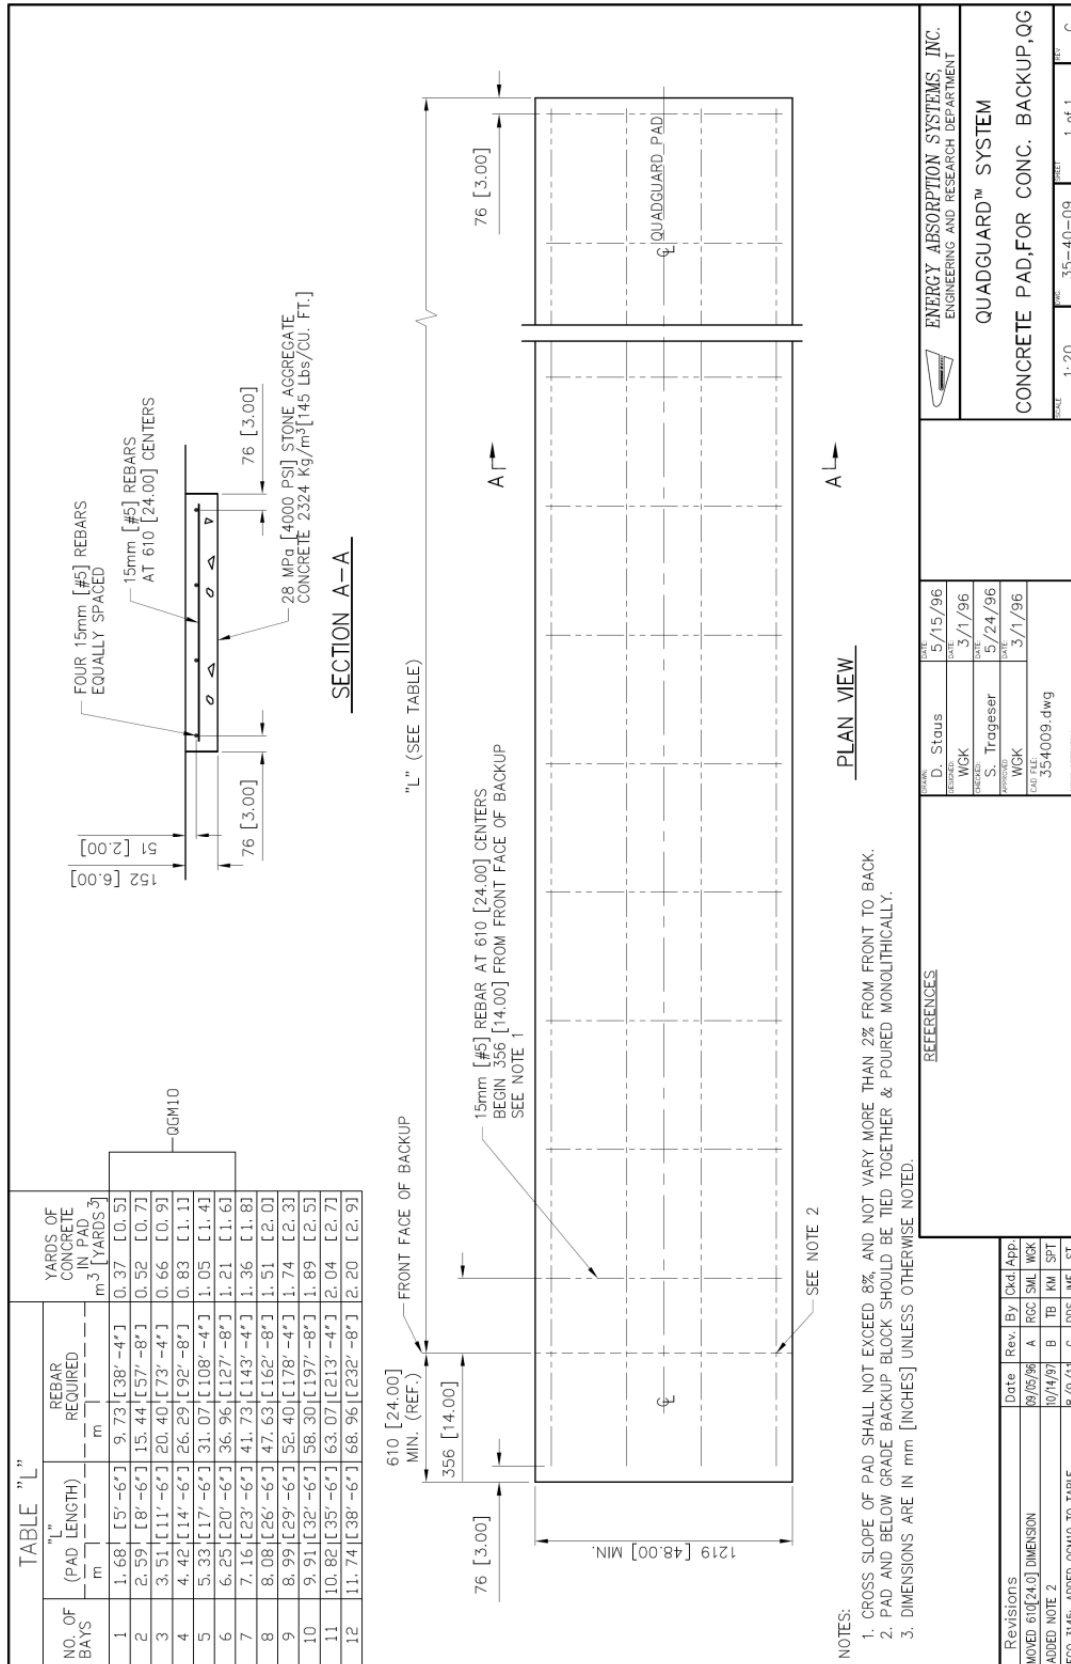 TABLE "L"
NO. OF BAYS
"L" (PAD LENGTH)
m
REBAR REQUIRED
m
YARDS OF CONCRETE IN PAD
m 3 [YARDS 3]
1 1.68 [5'-6"] 9.73 [38'-4"] 0.37 [0.5]
2 2.59 [8'-6"] 15.44 [57'-8"] 0.52 [0.7]
3 3.51 [11'-6"] 20.40 [73'-4"] 0.66 [0.9]
4 4.42 [14'-6"] 26.29 [92'-8"] 0.83 [1.1]
5 5.33 [17'-6"] 31.07 [108'-4"] 1.05 [1.4]
6 6.25 [20'-6"] 36.96 [127'-8"] 1.21 [1.6]
7 7.16 [23'-6"] 41.73 [143'-4"] 1.36 [1.8]
8 8.08 [26'-6"] 47.63 [162'-8"] 1.51 [2.0]
9 8.99 [29'-6"] 52.40 [178'-4"] 1.74 [2.3]
10 9.91 [32'-6"] 58.30 [197'-8"] 1.89 [2.5]
11 10.82 [35'-6"] 63.07 [213'-4"] 2.04 [2.7]
12 11.74 [38'-6"] 68.96 [232'-8"] 2.20 [2.9]
QGM10
152 [6.00]
51 [2.00]
76 [3.00]
FOUR 15mm [#5] REBARS
EQUALLY SPACED
15mm [#5] REBARS
AT 610 [24.00] CENTERS
76 [3.00]
28 MPa [4000 PSI] STONE AGGREGATE
CONCRETE 2324 Kg/m³[145 Lbs/CU. FT.]
SECTION A-A
610 [24.00]
MIN. (REF.)
FRONT FACE OF BACKUP
"L" (SEE TABLE)
356 [14.00]
76 [3.00]
15mm [#5] REBAR AT 610 [24.00] CENTERS
BEGIN 356 [14.00] FROM FRONT FACE OF BACKUP
SEE NOTE 1
76 [3.00]
A
A
1219 [48.00] MIN.
QUADGUARD PAD
SEE NOTE 2
PLAN VIEW
NOTES:
1. CROSS SLOPE OF PAD SHALL NOT EXCEED 8%, AND NOT VARY MORE THAN 2% FROM FRONT TO BACK.
2. PAD AND BELOW GRADE BACKUP BLOCK SHOULD BE TIED TOGETHER & POURED MONOLITHICALLY.
3. DIMENSIONS ARE IN mm [INCHES] UNLESS OTHERWISE NOTED.
REFERENCES
Revisions Date Rev. By Ckd. App.
MOVED 610[24.0] DIMENSION 09/05/96 A RGC SML WGK
ADDED NOTE 2 10/14/97 B TB KM SPT
DRAWN: D. Staus DATE: 5/15/96
DESIGNED: WGK DATE: 3/1/96
CHECKED: S. Trageser DATE: 5/24/96
APPROVED: WGK DATE: 3/1/96
CAD FILE: 354009.dwg
ENERGY ABSORPTION SYSTEMS, INC.
ENGINEERING AND RESEARCH DEPARTMENT
QUADGUARD™ SYSTEM
CONCRETE PAD,FOR CONC. BACKUP,QG
SCALE 1:20 DWG. 35-40-09 SHEET 1 of 1 REV. C